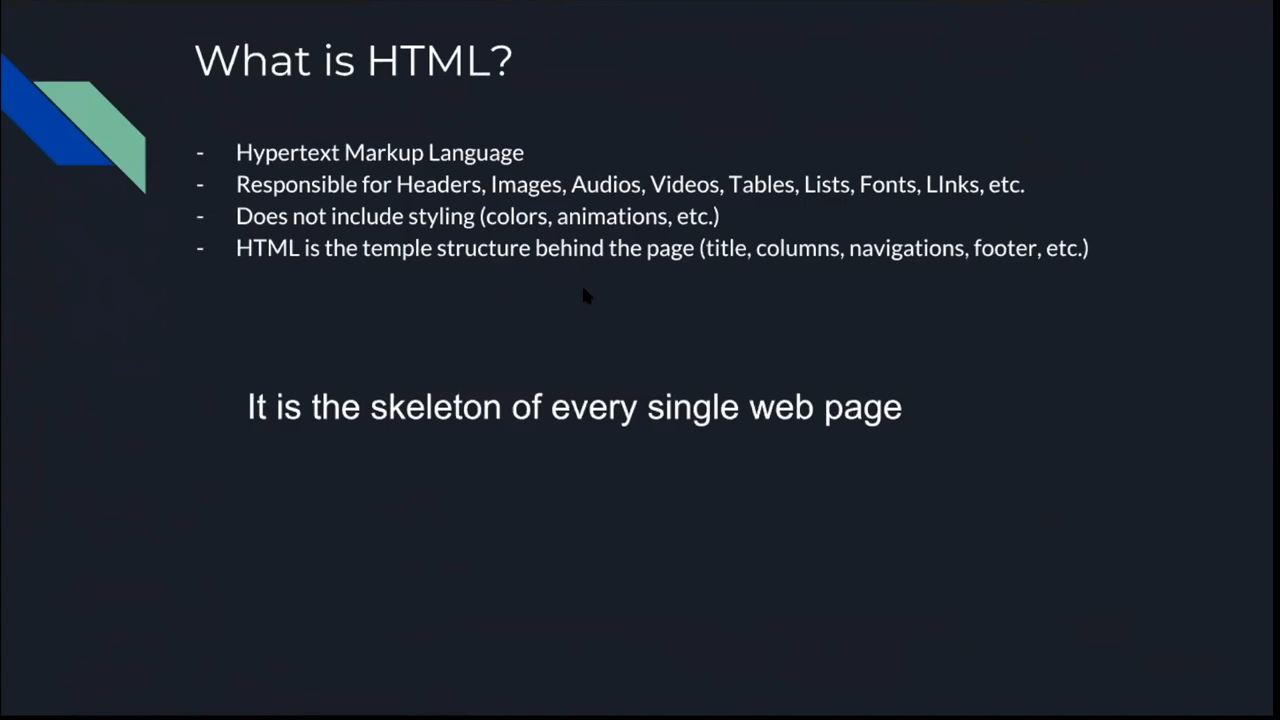 What is HTML?
- Hypertext Markup Language
- Responsible for Headers, Images, Audios, Videos, Tables, Lists, Fonts, LInks, etc.
- Does not include styling (colors, animations, etc.)
- HTML is the temple structure behind the page (title, columns, navigations, footer, etc.)
It is the skeleton of every single web page